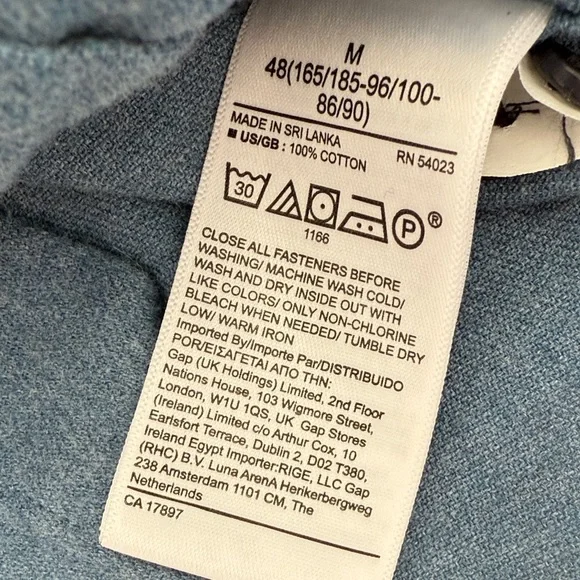 M
48(165/185-96/100-
86/90)
MADE IN SRI LANKA
■ US/GB : 100% COTTON RN 54023
30 P ®
1166
CLOSE ALL FASTENERS BEFORE
WASHING/ MACHINE WASH COLD/
WASH AND DRY INSIDE OUT WITH
LIKE COLORS/ ONLY NON-CHLORINE
BLEACH WHEN NEEDED/ TUMBLE DRY
LOW/ WARM IRON
Imported By/Importe Par/DISTRIBUIDO
POR/ΕΙΣΑΓΕΤΑΙ ΑΠΟ ΤΗΝ:
Gap (UK Holdings) Limited, 2nd Floor
Nations House, 103 Wigmore Street,
London, W1U 1QS, UK Gap Stores
(Ireland) Limited c/o Arthur Cox, 10
Earlsfort Terrace, Dublin 2, D02 T380,
Ireland Egypt Importer:RIGE, LLC Gap
(RHC) B.V. Luna ArenA Herikerbergweg
238 Amsterdam 1101 CM, The
Netherlands
CA 17897